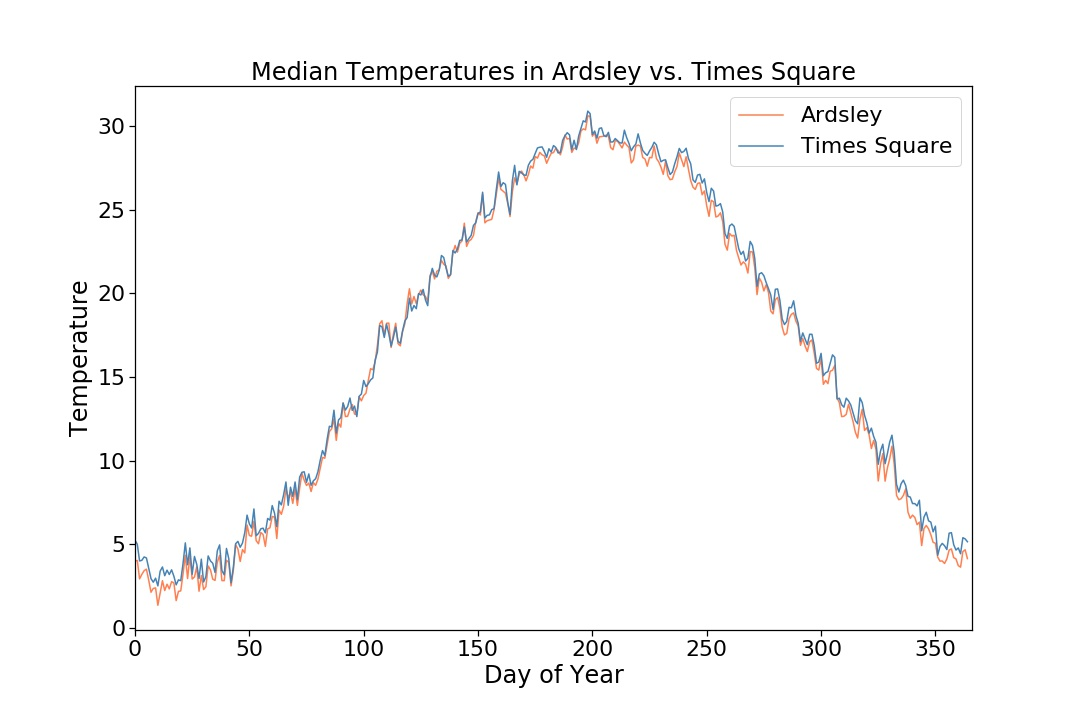 Median Temperatures in Ardsley vs. Times Square
Ardsley
Times Square
Temperature
30
25
20
15
10
5
0
0 50 100 150 200 250 300 350
Day of Year